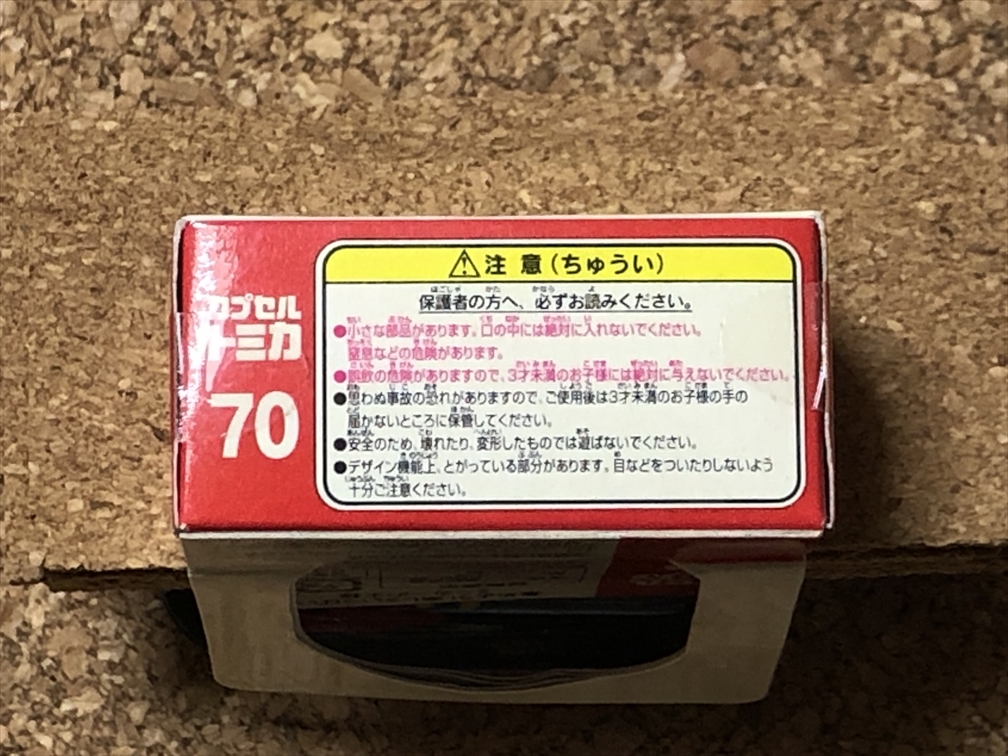 カプセル
トミカ
70
注意(ちゅうい)
保護者の方へ、必ずお読みください。
●小さな部品があります。口の中には絶対に入れないでください。
窒息などの危険があります。
●誤飲の危険がありますので、3才未満のお子様には絶対に与えないでください。
●思わぬ事故の恐れがありますので、ご使用後は3才未満のお子様の手の
届かないところに保管してください。
●安全のため、壊れたり、変形したものでは遊ばないでください。
●デザイン機能上、とがっている部分があります。目などをついたりしないよう
十分ご注意ください。